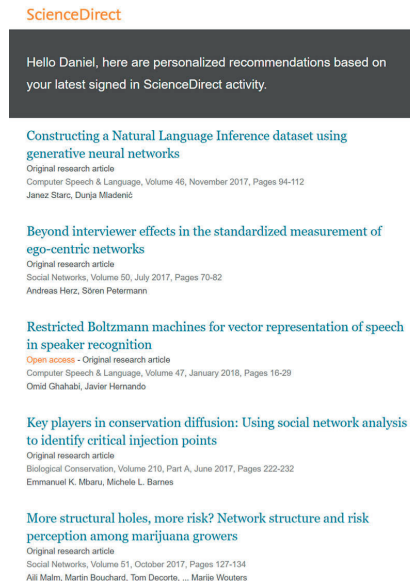 ScienceDirect
Hello Daniel, here are personalized recommendations based on
your latest signed in ScienceDirect activity.
Constructing a Natural Language Inference dataset using
generative neural networks
Original research article
Computer Speech & Language, Volume 46, November 2017, Pages 94-112
Janez Starc, Dunja Mladenić
Beyond interviewer effects in the standardized measurement of
ego-centric networks
Original research article
Social Networks, Volume 50, July 2017, Pages 70-82
Andreas Herz, Sören Petermann
Restricted Boltzmann machines for vector representation of speech
in speaker recognition
Open access - Original research article
Computer Speech & Language, Volume 47, January 2018, Pages 16-29
Omid Ghahabi, Javier Hernando
Key players in conservation diffusion: Using social network analysis
to identify critical injection points
Original research article
Biological Conservation, Volume 210, Part A, June 2017, Pages 222-232
Emmanuel K. Mbaru, Michele L. Barnes
More structural holes, more risk? Network structure and risk
perception among marijuana growers
Original research article
Social Networks, Volume 51, October 2017, Pages 127-134
Aili Malm, Martin Bouchard, Tom Decorte, ... Marije Wouters